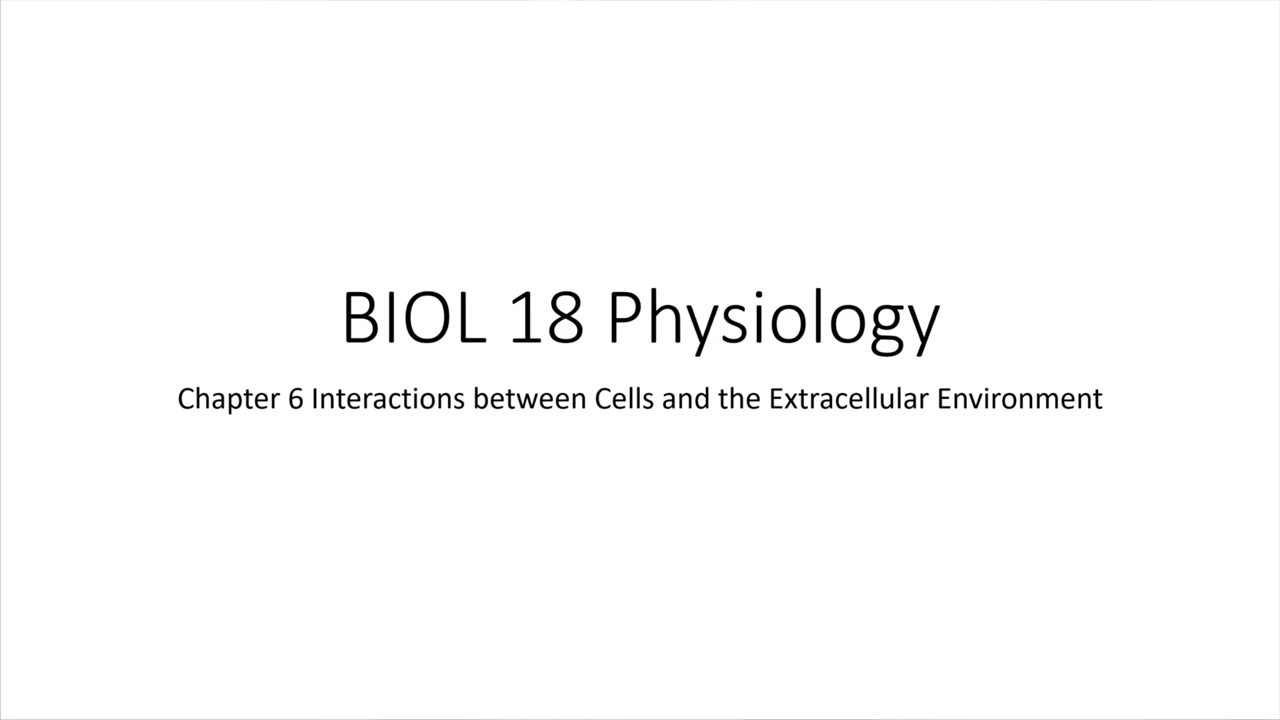 BIOL 18 Physiology
Chapter 6 Interactions between Cells and the Extracellular Environment